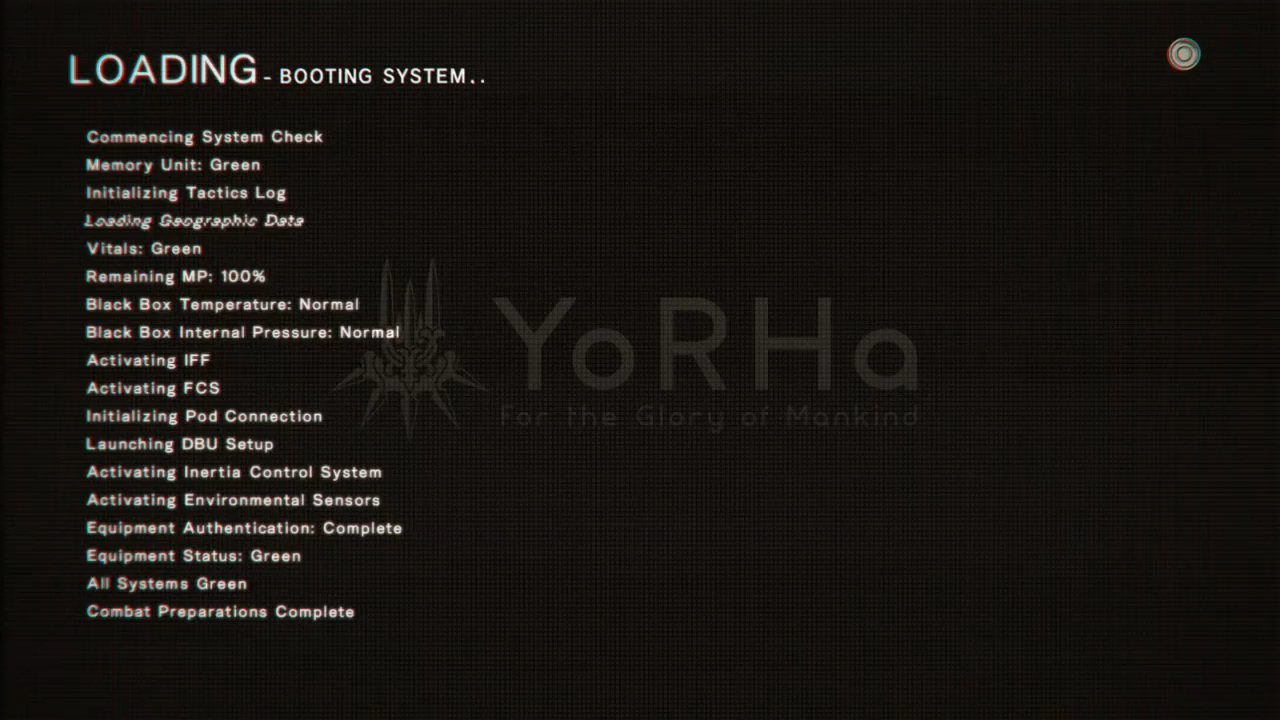 LOADING - BOOTING SYSTEM..
Commencing System Check
Memory Unit: Green
Initializing Tactics Log
Loading Geographic Data
Vitals: Green
Remaining MP: 100%
Black Box Temperature: Normal
Black Box Internal Pressure: Normal
Activating IFF
Activating FCS
Initializing Pod Connection
Launching DBU Setup
Activating Inertia Control System
Activating Environmental Sensors
Equipment Authentication: Complete
Equipment Status: Green
All Systems Green
Combat Preparations Complete
YoRHa
For the Glory of Mankind